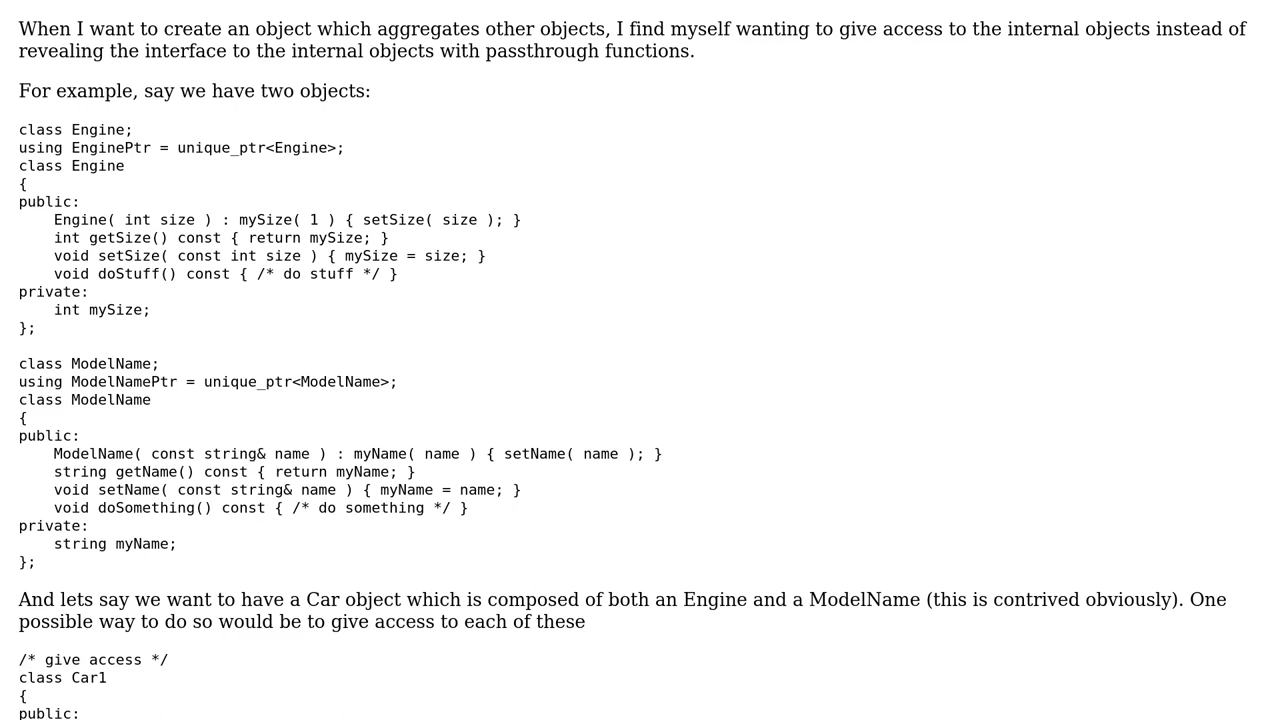 When I want to create an object which aggregates other objects, I find myself wanting to give access to the internal objects instead of
revealing the interface to the internal objects with passthrough functions.
For example, say we have two objects:
class Engine;
using EnginePtr = unique_ptr<Engine>;
class Engine
{
public:
    Engine( int size ) : mySize( 1 ) { setSize( size ); }
    int getSize() const { return mySize; }
    void setSize( const int size ) { mySize = size; }
    void doStuff() const { /* do stuff */ }
private:
    int mySize;
};
class ModelName;
using ModelNamePtr = unique_ptr<ModelName>;
class ModelName
{
public:
    ModelName( const string& name ) : myName( name ) { setName( name ); }
    string getName() const { return myName; }
    void setName( const string& name ) { myName = name; }
    void doSomething() const { /* do something */ }
private:
    string myName;
};
And lets say we want to have a Car object which is composed of both an Engine and a ModelName (this is contrived obviously). One
possible way to do so would be to give access to each of these
/* give access */
class Car1
{
public: